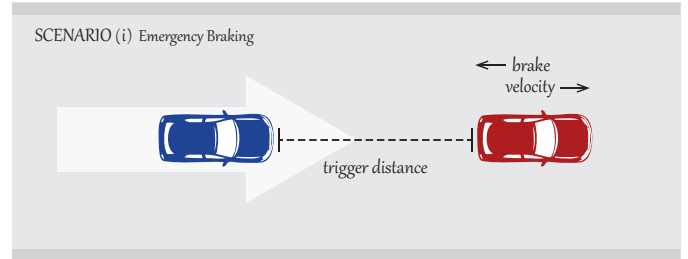 SCENARIO (i) Emergency Braking
brake
velocity
trigger distance